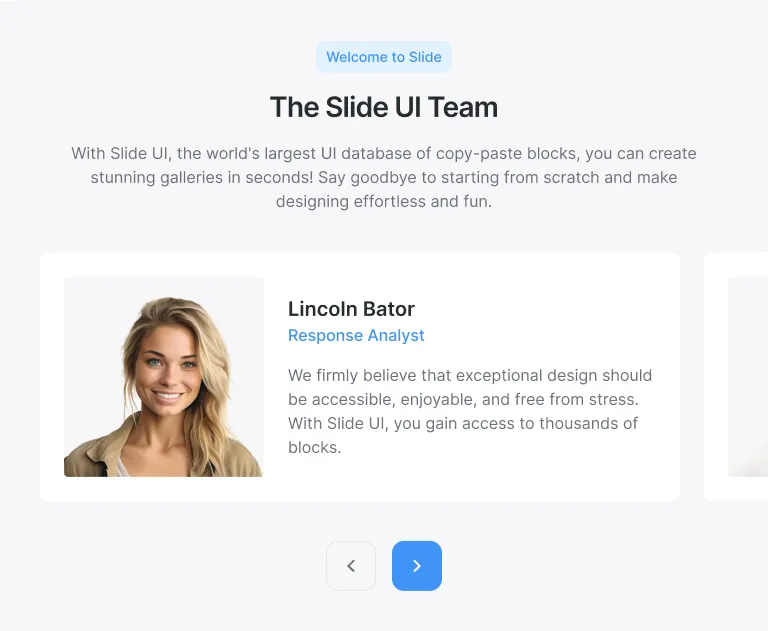 Welcome to Slide
The Slide UI Team
With Slide UI, the world's largest UI database of copy-paste blocks, you can create
stunning galleries in seconds! Say goodbye to starting from scratch and make
designing effortless and fun.
Lincoln Bator
Response Analyst
We firmly believe that exceptional design should
be accessible, enjoyable, and free from stress.
With Slide UI, you gain access to thousands of
blocks.